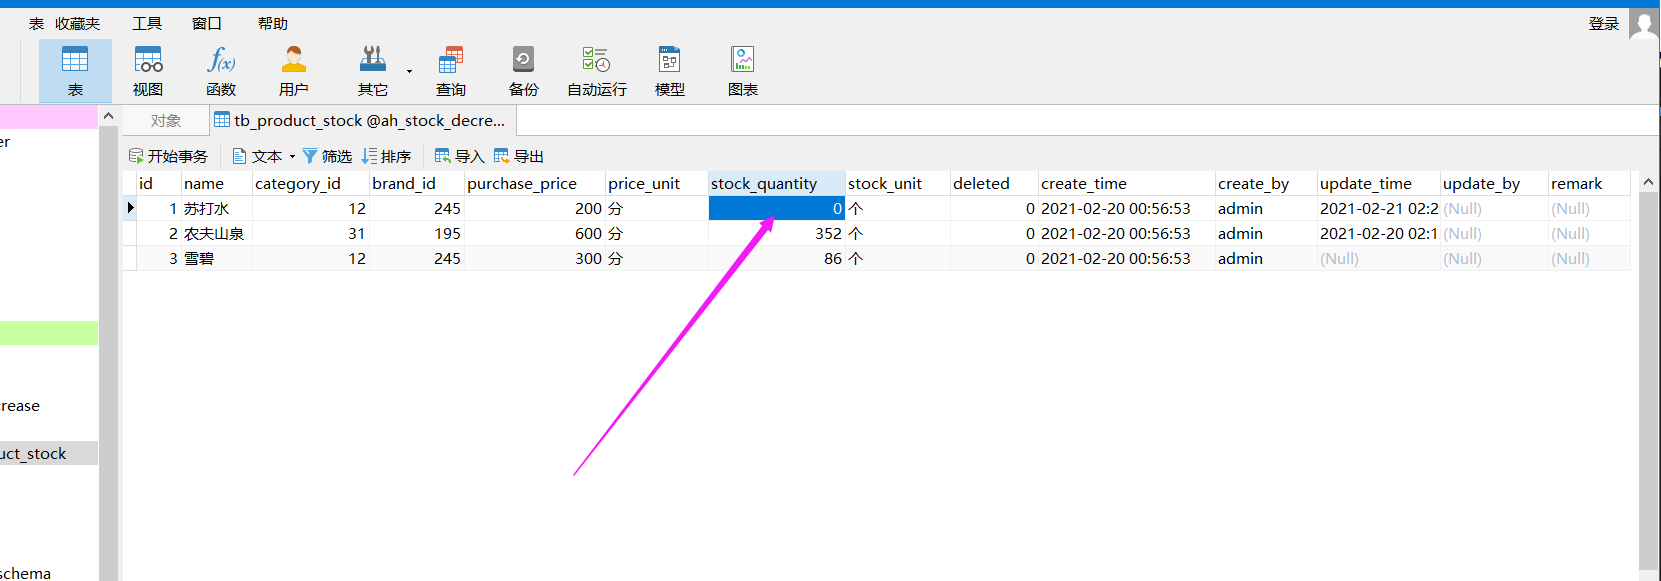 表 收藏夹 工具 窗口 帮助 登录
表 视图 函数 用户 其它 查询 备份 自动运行 模型 图表
f(x)
对象 tb_product_stock @ah_stock_decre...
er
开始事务 文本 筛选 排序 导入 导出
id name category_id brand_id purchase_price price_unit stock_quantity stock_unit deleted create_time create_by update_time update_by remark
1 苏打水 12 245 200 分 0 个 0 2021-02-20 00:56:53 admin 2021-02-21 02:2 (Null) (Null)
2 农夫山泉 31 195 600 分 352 个 0 2021-02-20 00:56:53 admin 2021-02-20 02:1 (Null) (Null)
3 雪碧 12 245 300 分 86 个 0 2021-02-20 00:56:53 admin (Null) (Null) (Null)
crease
uct_stock
schema